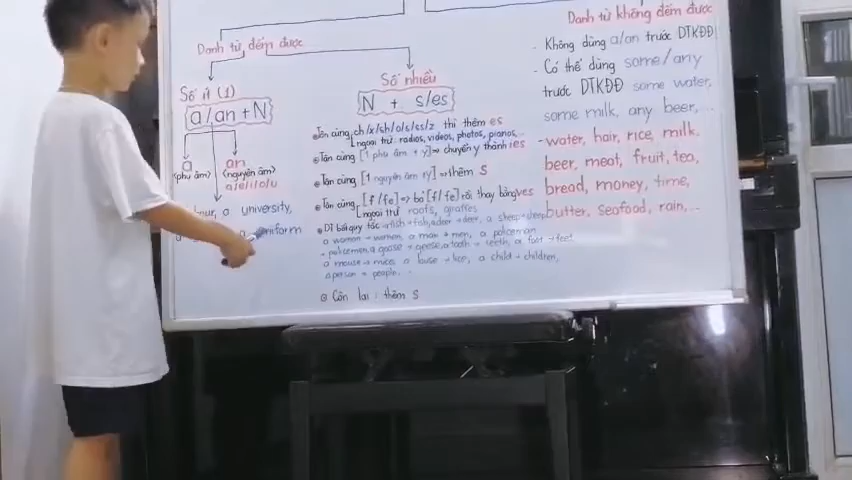 Danh từ đếm được
Số ít (1)
a/an + N
a
(phụ âm)
an
(nguyên âm)
a/e/i/o/u
a university,
uniform
Số nhiều
N + s/es
Tận cùng ch/x/sh/o/s/ss/z thì thêm es
ngoại trừ: radios, videos, photos, pianos,
Tận cùng [1 phụ âm + y] => chuyển y thành ies
Tận cùng [1 nguyên âm + y] => thêm s
Tận cùng [f/fe] => bỏ [f/fe] rồi thay bằng ves
ngoại trừ roofs, giraffes
Dt bất quy tắc: a fish → fish, a deer → deer, a sheep → sheep
a woman → women, a man → men, a policeman
→ policemen, a goose → geese, a tooth → teeth, a foot → feet
a mouse → mice, a louse → lice, a child → children,
a person → people, ...
Còn lại : thêm s
Danh từ không đếm được
- Không dùng a/an trước DTKĐĐ
- Có thể dùng some/any
trước DTKĐĐ some water,
some milk, any beer, ...
- water, hair, rice, milk,
beer, meat, fruit, tea,
bread, money, time,
butter, seafood, rain, ...